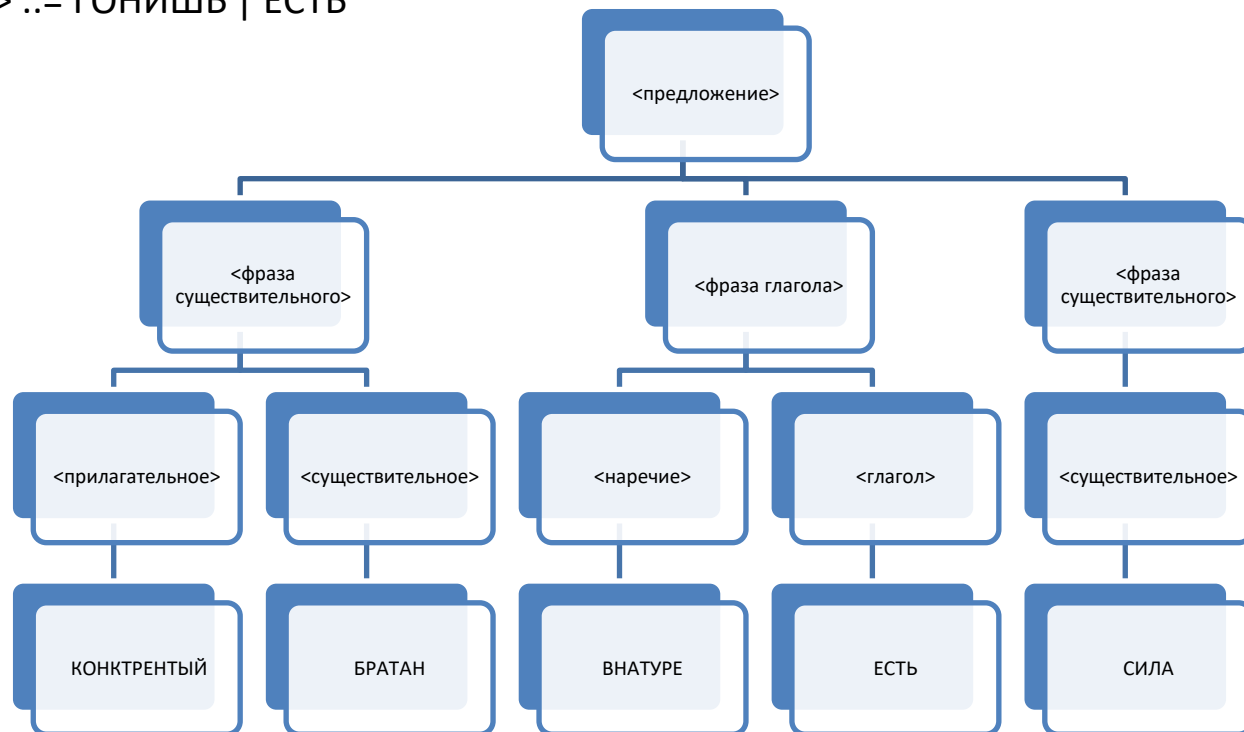 > ::= ГОНИШЬ | ЕСТЬ
<предложение>
<фраза
существительного>
<фраза глагола>
<фраза
существительного>
<прилагательное>
<существительное>
<наречие>
<глагол>
<существительное>
КОНКТРЕНТЫЙ
БРАТАН
ВНАТУРЕ
ЕСТЬ
СИЛА